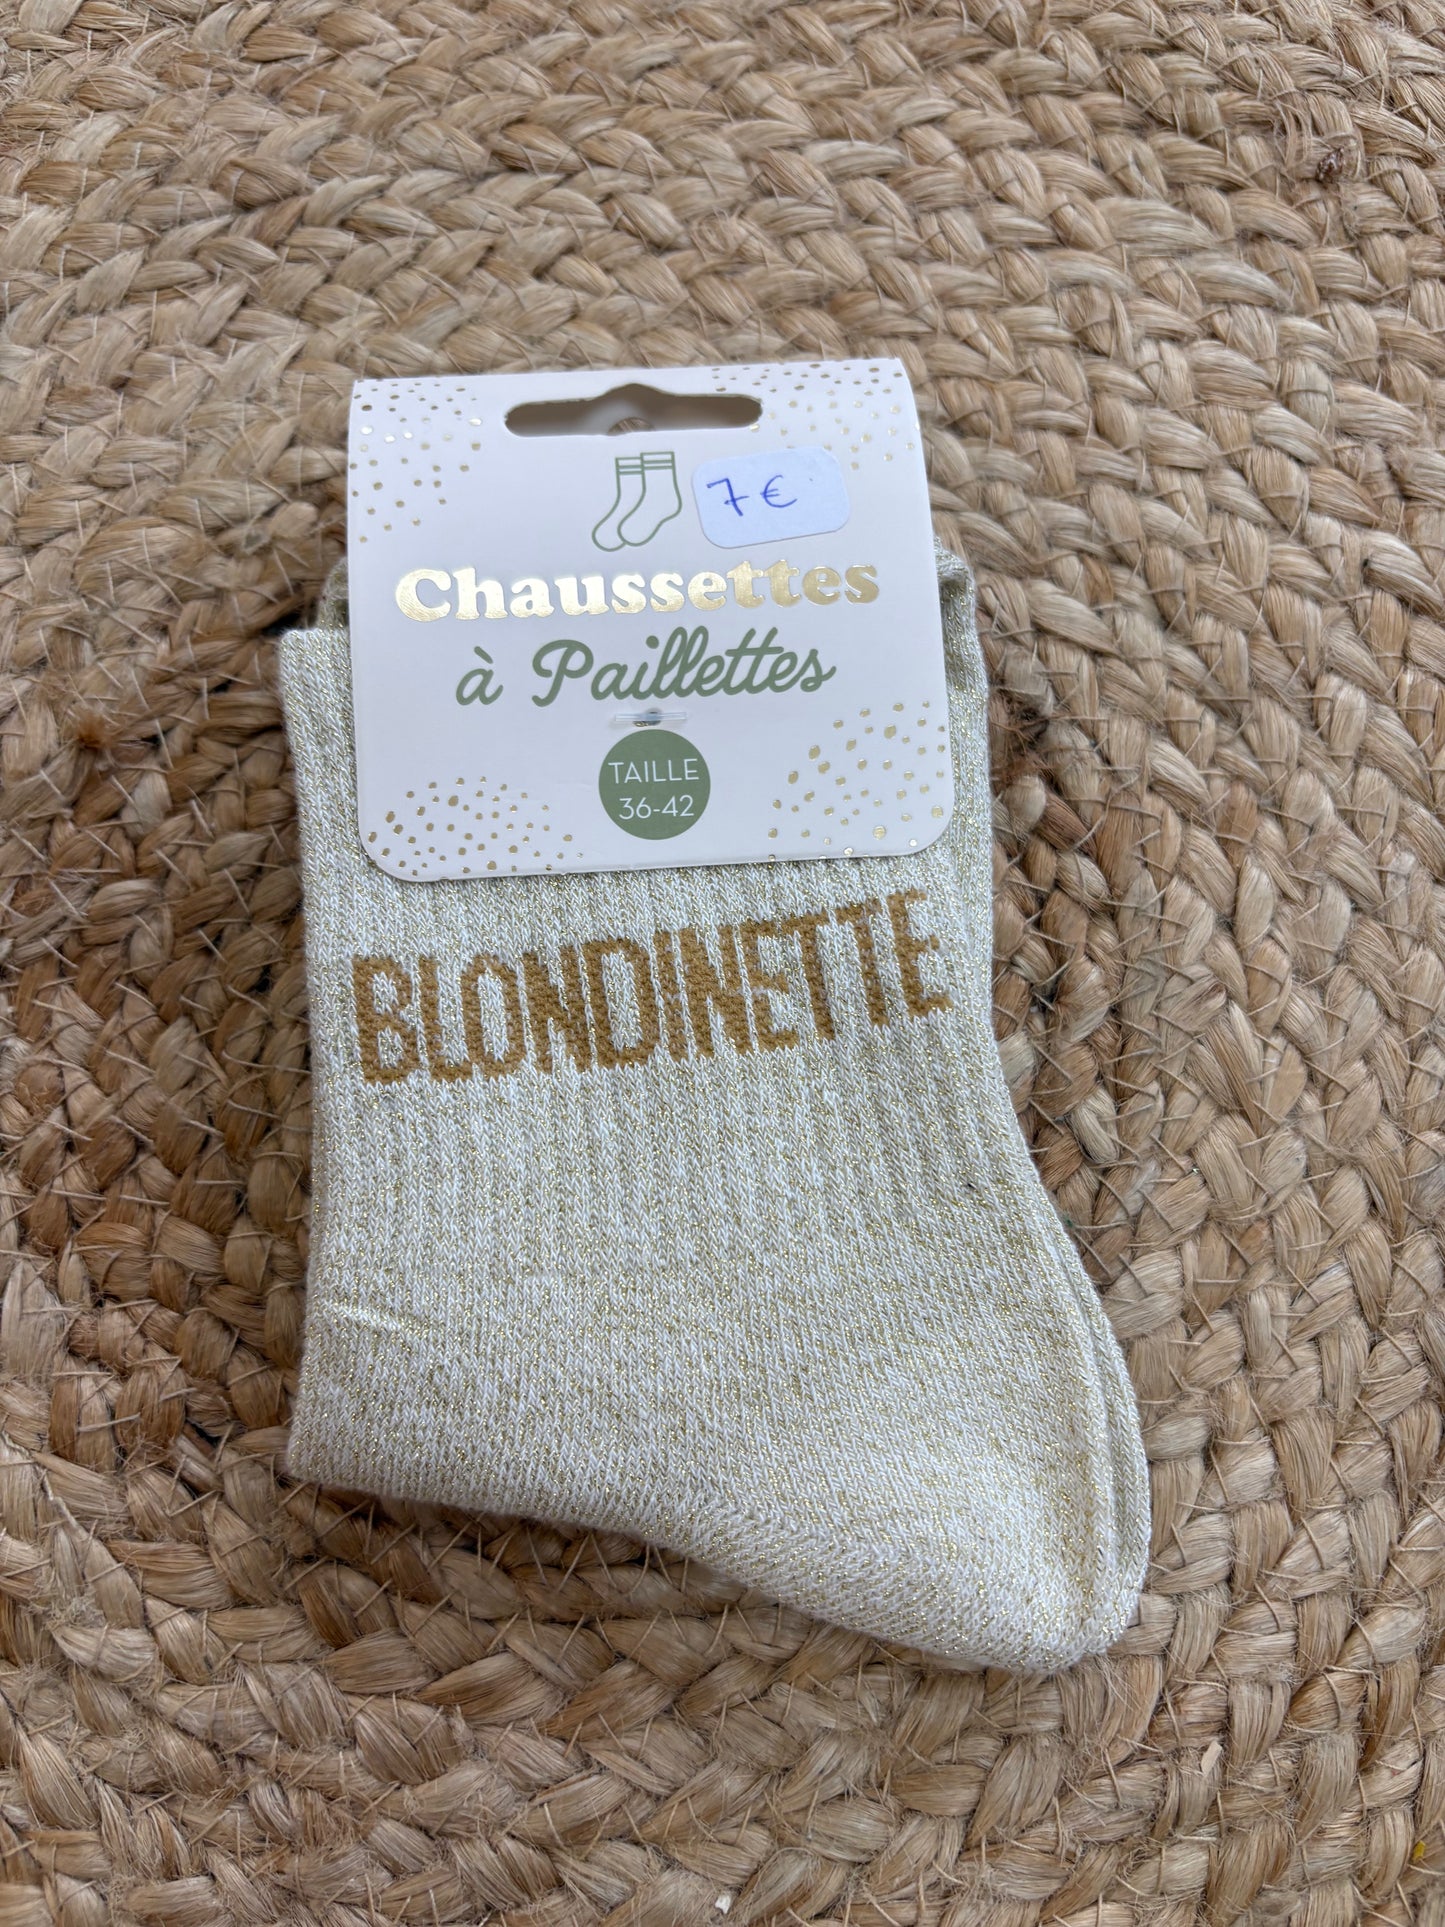 7 €
Chaussettes
à Paillettes
TAILLE
36-42
BLONDINETTE